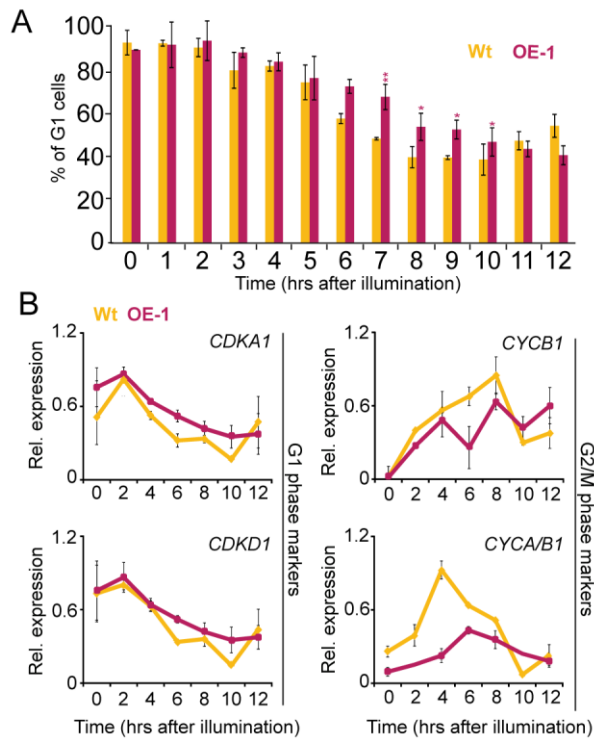 A
Wt OE-1
% of G1 cells
100
80
60
40
20
0
** * * *
0 1 2 3 4 5 6 7 8 9 10 11 12
Time (hrs after illumination)
B
Wt OE-1
CDKA1
Rel. expression
1.2
0.6
0
0 2 4 6 8 10 12
CYCB1
Rel. expression
1.2
0.6
0
0 2 4 6 8 10 12
CDKD1
Rel. expression
1.2
0.6
0
0 2 4 6 8 10 12
Time (hrs after illumination)
G1 phase markers
CYCA/B1
Rel. expression
1.2
0.6
0
0 2 4 6 8 10 12
Time (hrs after illumination)
G2/M phase markers